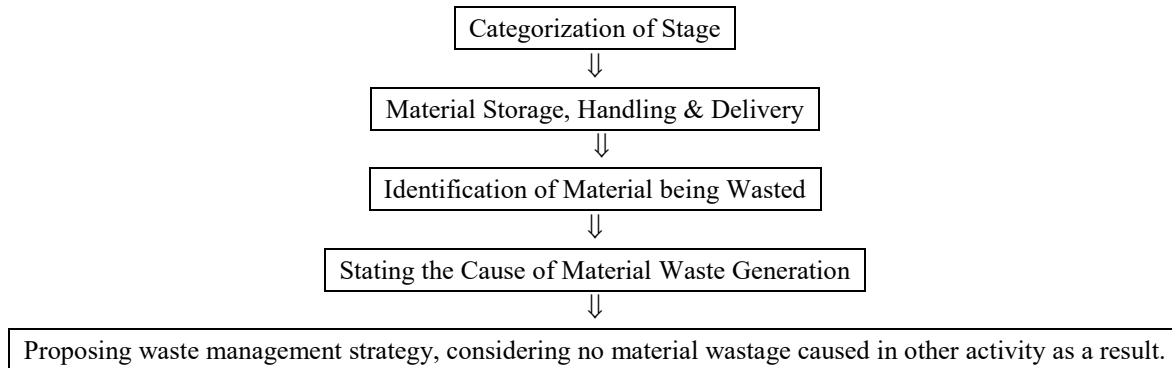 Categorization of Stage
⇓
Material Storage, Handling & Delivery
⇓
Identification of Material being Wasted
⇓
Stating the Cause of Material Waste Generation
⇓
Proposing waste management strategy, considering no material wastage caused in other activity as a result.